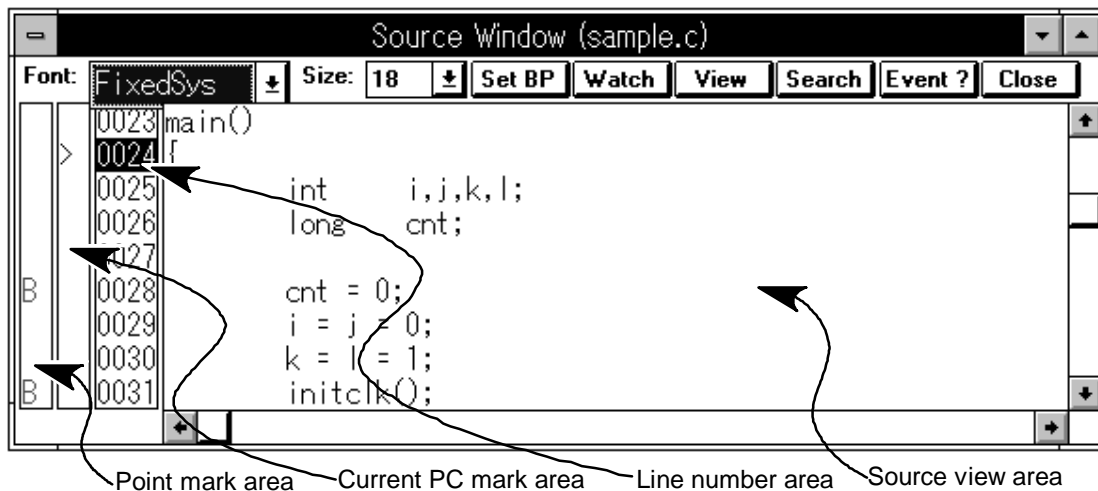 Source Window (sample.c)
Font: FixedSys Size: 18 Set BP Watch View Search Event ? Close
0023 main()
> 0024 {
0025 int i,j,k,l;
0026 long cnt;
0027
B 0028 cnt = 0;
0029 i = j = 0;
0030 k = l = 1;
B 0031 initclk();
Point mark area Current PC mark area Line number area Source view area